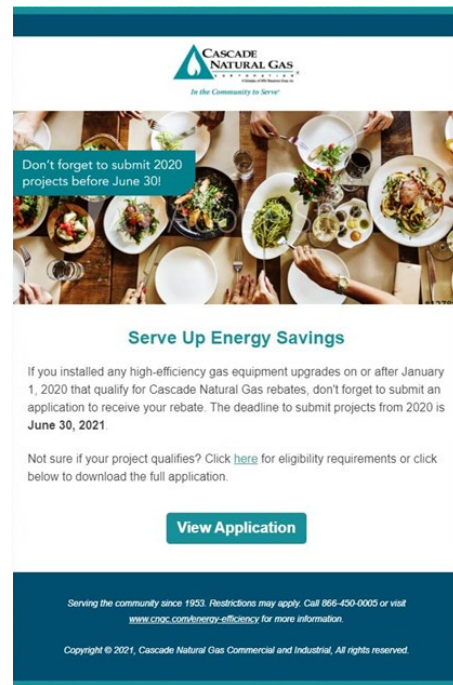 CASCADE
NATURAL GAS
CORPORATION
In the Community to Serve®
Don't forget to submit 2020
projects before June 30!
Adobe S
Serve Up Energy Savings
If you installed any high-efficiency gas equipment upgrades on or after January
1, 2020 that qualify for Cascade Natural Gas rebates, don't forget to submit an
application to receive your rebate. The deadline to submit projects from 2020 is
June 30, 2021.
Not sure if your project qualifies? Click here for eligibility requirements or click
below to download the full application.
View Application
Serving the community since 1953. Restrictions may apply. Call 866-450-0005 or visit
www.cngc.com/energy-efficiency for more information.
Copyright © 2021, Cascade Natural Gas Commercial and Industrial, All rights reserved.